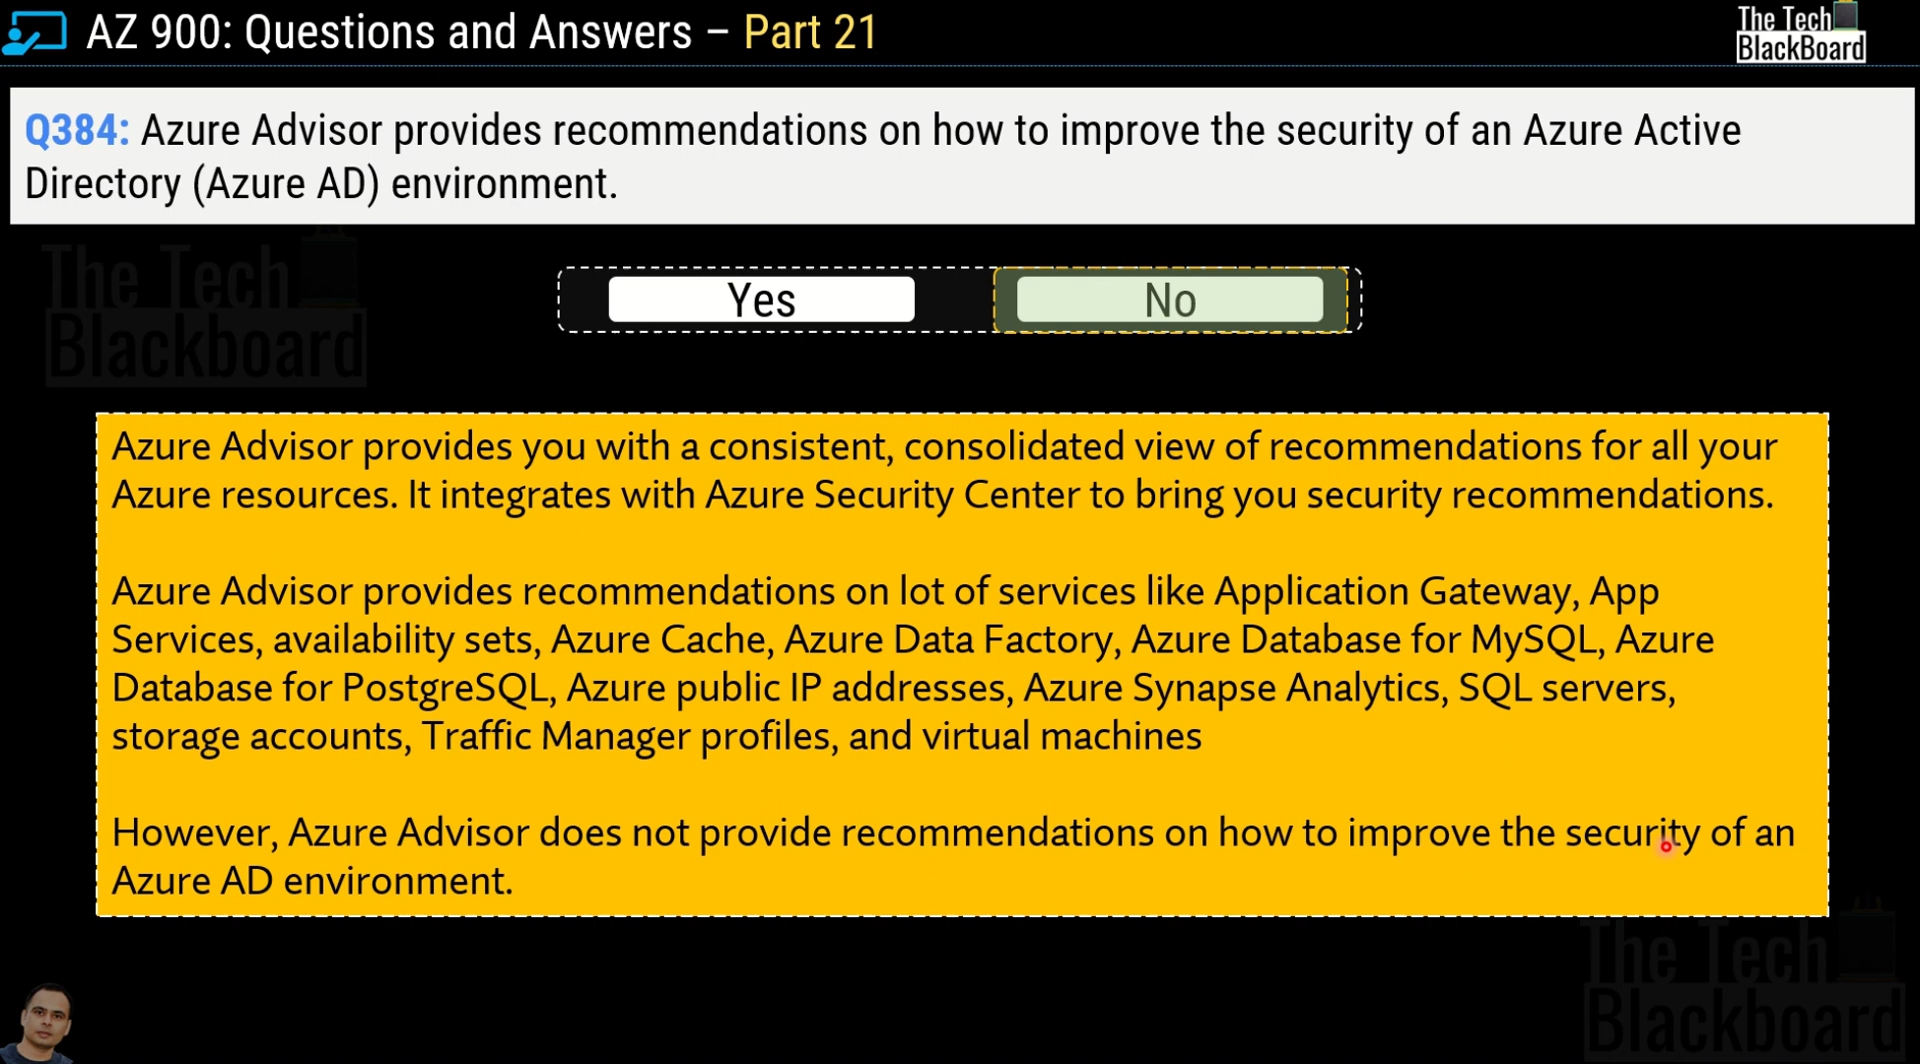 AZ 900: Questions and Answers – Part 21
The Tech
BlackBoard
Q384: Azure Advisor provides recommendations on how to improve the security of an Azure Active
Directory (Azure AD) environment.
The Tech
Blackboard
Yes
No
Azure Advisor provides you with a consistent, consolidated view of recommendations for all your
Azure resources. It integrates with Azure Security Center to bring you security recommendations.
Azure Advisor provides recommendations on lot of services like Application Gateway, App
Services, availability sets, Azure Cache, Azure Data Factory, Azure Database for MySQL, Azure
Database for PostgreSQL, Azure public IP addresses, Azure Synapse Analytics, SQL servers,
storage accounts, Traffic Manager profiles, and virtual machines
However, Azure Advisor does not provide recommendations on how to improve the security of an
Azure AD environment.
The Tech
Blackboard